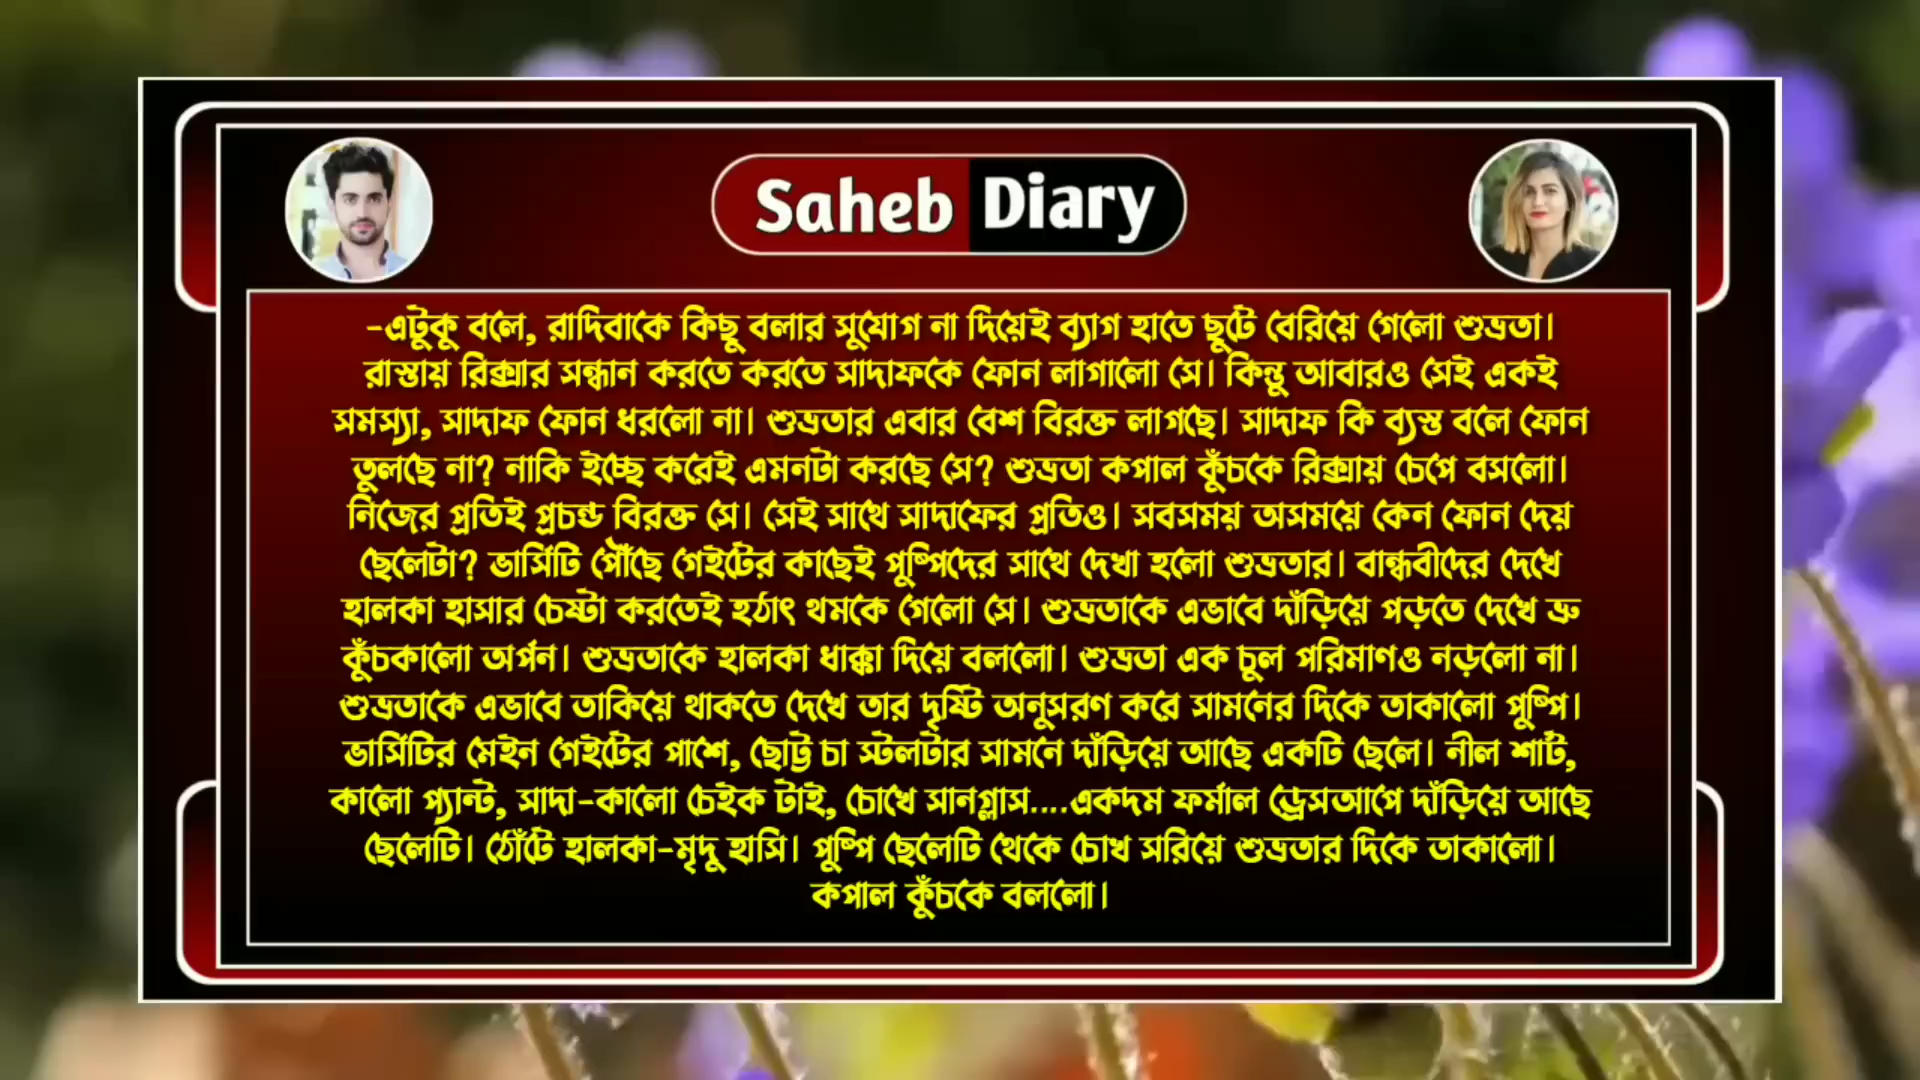 Saheb Diary
-এটুকু বলে, রাদিবাকে কিছু বলার সুযোগ না দিয়েই ব্যাগ হাতে ছুটে বেরিয়ে গেলো শুভ্রতা।
রাস্তায় রিক্সার সন্ধান করতে করতে সাদাফকে ফোন লাগালো সে। কিন্তু আবারও সেই একই
সমস্যা, সাদাফ ফোন ধরলো না। শুভ্রতার এবার বেশ বিরক্ত লাগছে। সাদাফ কি ব্যস্ত বলে ফোন
তুলছে না? নাকি ইচ্ছে করেই এমনটা করছে সে? শুভ্রতা কপাল কুঁচকে রিক্সায় চেপে বসলো।
নিজের প্রতিই প্রচন্ড বিরক্ত সে। সেই সাথে সাদাফের প্রতিও। সবসময় অসময়ে কেন ফোন দেয়
ছেলেটা? ভার্সিটি পৌঁছে গেইটের কাছেই পুষ্পিদের সাথে দেখা হলো শুভ্রতার। বান্ধবীদের দেখে
হালকা হাসার চেষ্টা করতেই হঠাৎ থমকে গেলো সে। শুভ্রতাকে এভাবে দাঁড়িয়ে পড়তে দেখে ভ্রু
কুঁচকালো অর্পন। শুভ্রতাকে হালকা ধাক্কা দিয়ে বললো। শুভ্রতা এক চুল পরিমাণও নড়লো না।
শুভ্রতাকে এভাবে তাকিয়ে থাকতে দেখে তার দৃষ্টি অনুসরণ করে সামনের দিকে তাকালো পুষ্পি।
ভার্সিটির মেইন গেইটের পাশে, ছোট্ট চা স্টলটার সামনে দাঁড়িয়ে আছে একটি ছেলে। নীল শার্ট,
কালো প্যান্ট, সাদা-কালো চেইক টাই, চোখে সানগ্লাস....একদম ফর্মাল ড্রেসআপে দাঁড়িয়ে আছে
ছেলেটি। ঠোঁটে হালকা-মৃদু হাসি। পুষ্পি ছেলেটি থেকে চোখ সরিয়ে শুভ্রতার দিকে তাকালো।
কপাল কুঁচকে বললো।